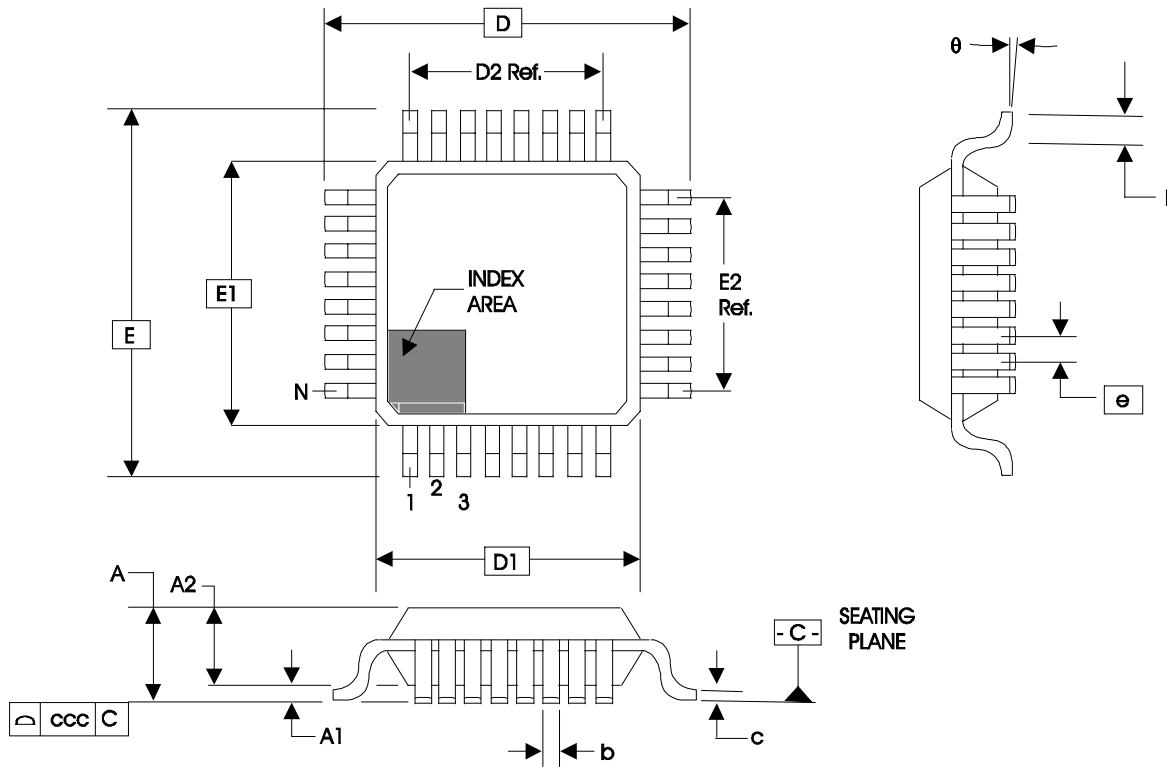 D
θ
D2 Ref.
E1
INDEX
AREA
E2
Ref.
E
N
e
1
2
3
D1
A
A2
- C -
SEATING
PLANE
ccc C
A1
b
c